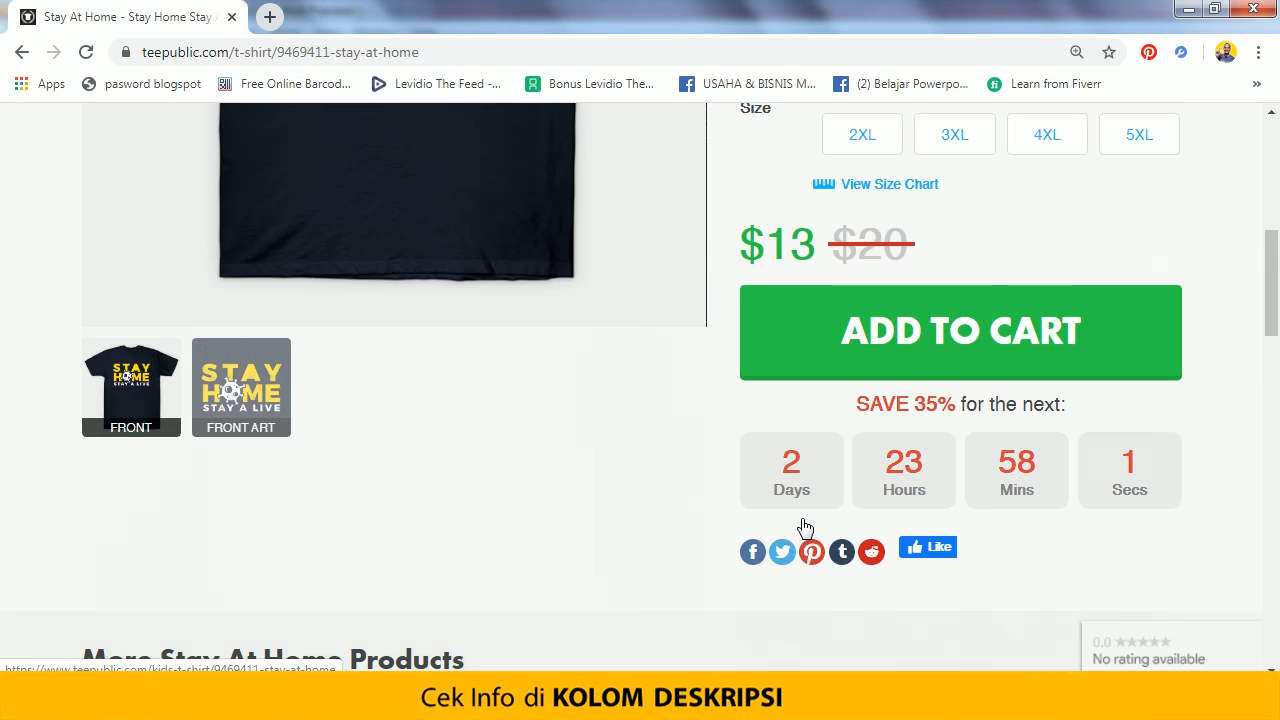 Stay At Home - Stay Home Stay
teepublic.com/t-shirt/9469411-stay-at-home
Apps
pasword blogspot
Free Online Barcod...
Levidio The Feed -...
Bonus Levidio The...
USAHA & BISNIS M...
(2) Belajar Powerpo...
Learn from Fiverr
»
Size
2XL
3XL
4XL
5XL
View Size Chart
$13 $20
ADD TO CART
SAVE 35% for the next:
2
Days
23
Hours
58
Mins
1
Secs
STAY
HOME
STAY A LIVE
FRONT
STAY
HOME
STAY A LIVE
FRONT ART
Like
More Stay At Home Products
0.0
No rating available
https://www.teepublic.com/kids-t-shirt/9469411-stay-at-home
Cek Info di KOLOM DESKRIPSI